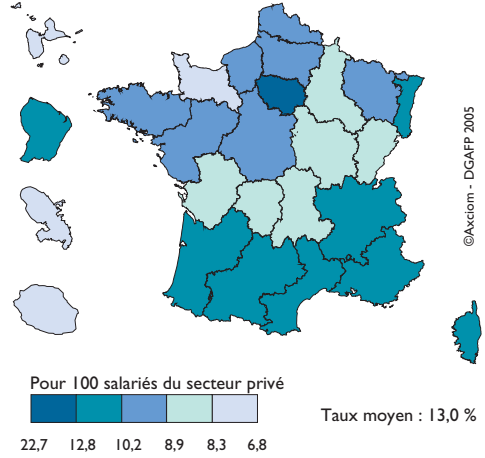 ©Axciom - DGAFP 2005
Pour 100 salariés du secteur privé
22,7 12,8 10,2 8,9 8,3 6,8
Taux moyen : 13,0 %